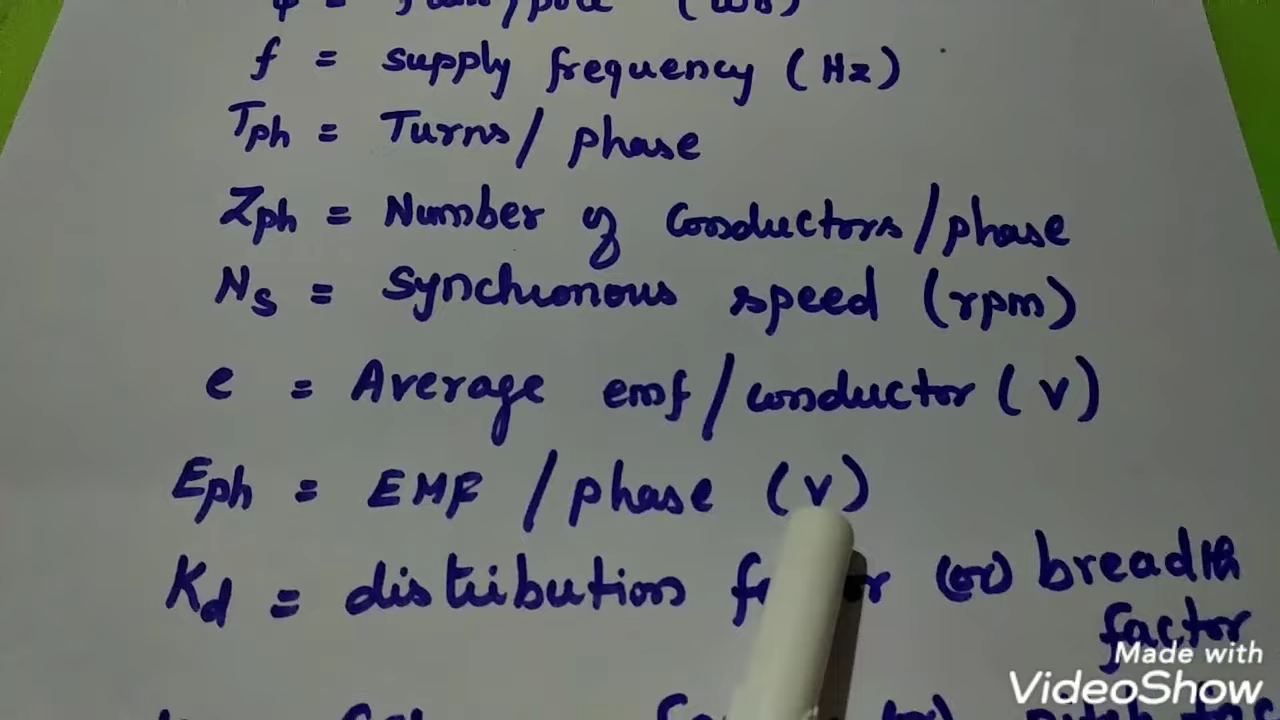 f = supply frequency (Hz)
Tph = Turns/phase
Zph = Number of conductors/phase
Ns = Synchronous speed (rpm)
e = Average emf/conductor (V)
Eph = EMF/phase (V)
Kd = distribution (or) breadth
factor
Made with
VideoShow